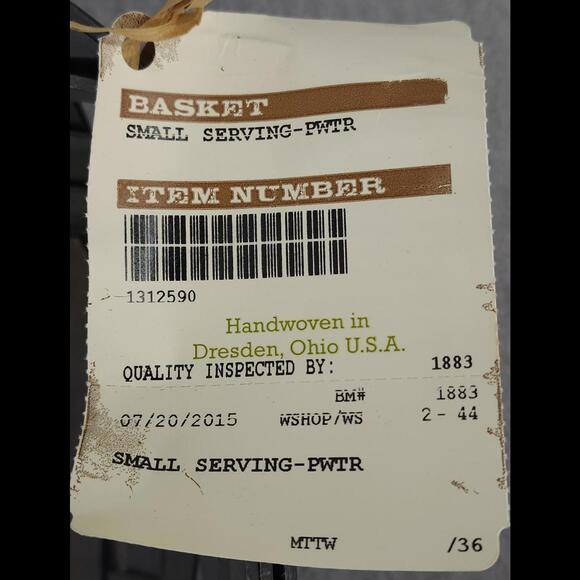 BASKET
SMALL SERVING-PWTR
ITEM NUMBER
1312590
Handwoven in
Dresden, Ohio U.S.A.
QUALITY INSPECTED BY: 1883
BM# 1883
07/20/2015 WSHOP/WS 2- 44
SMALL SERVING-PWTR
MTTW /36